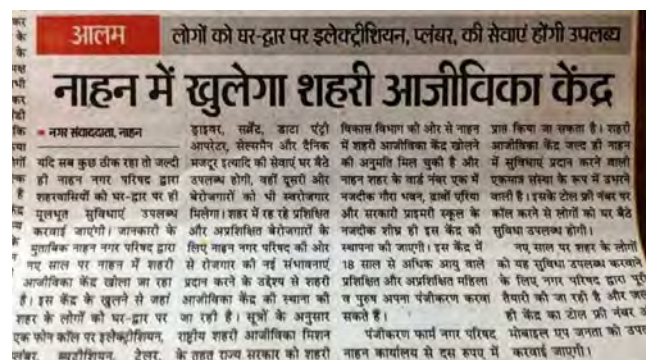 आलम
लोगों को घर-द्वार पर इलेक्ट्रीशियन, प्लंबर, की सेवाएं होंगी उपलब्ध
नाहन में खुलेगा शहरी आजीविका केंद्र
नगर संवाददाता, नाहन
यदि सब कुछ ठीक रहा तो जल्दी
ही नाहन नगर परिषद द्वारा
शहरवासियों को घर-द्वार पर ही
मूलभूत सुविधाएं उपलब्ध
करवाई जाएंगी। जानकारी के
मुताबिक नाहन नगर परिषद द्वारा
नए साल पर नाहन में शहरी
आजीविका केंद्र खोला जा रहा
है। इस केंद्र के खुलने से जहां
शहर के लोगों को घर-द्वार पर
एक फोन कॉल पर इलेक्ट्रीशियन,
प्लंबर, ब्यूटीशियन, टेलर,
ड्राइवर, सर्वेंट, डाटा एंट्री
आपरेटर, सेल्समैन और दैनिक
मजदूर इत्यादि की सेवाएं घर बैठे
उपलब्ध होगी, वहीं दूसरी ओर
बेरोजगारों को भी स्वरोजगार
मिलेगा। शहर में रह रहे प्रशिक्षित
और अप्रशिक्षित बेरोजगारों के
लिए नाहन नगर परिषद की ओर
से रोजगार की नई संभावनाएं
प्रदान करने के उद्देश्य से शहरी
आजीविका केंद्र की स्थाना की
जा रही है। सूत्रों के अनुसार
राष्ट्रीय शहरी आजीविका मिशन
के तहत राज्य सरकार को शहरी
विकास विभाग की ओर से नाहन
में शहरी आजीविका केंद्र खोलने
की अनुमति मिल चुकी है और
नाहन शहर के वार्ड नंबर एक में
नजदीक गौरा भवन, ढाबों एरिया
और सरकारी प्राइमरी स्कूल के
नजदीक शीघ्र ही इस केंद्र की
स्थापना की जाएगी। इस केंद्र में
18 साल से अधिक आयु वाले
प्रशिक्षित और अप्रशिक्षित महिला
व पुरुष अपना पंजीकरण करवा
सकते हैं।
पंजीकरण फार्म नगर परिषद
नाहन कार्यालय से दस रुपए में
प्राप्त किया जा सकता है। शहरी
आजीविका केंद्र जल्द ही नाहन
में सुविधाएं प्रदान करने वाली
एकमात्र संस्था के रूप में उभरने
वाली है। इसके टोल फ्री नंबर पर
कॉल करने से लोगों को घर बैठे
सुविधा उपलब्ध होगी।
नए साल पर शहर के लोगों
को यह सुविधा उपलब्ध करवाने
के लिए, नगर परिषद द्वारा पूरी
तैयारी की जा रही है और जल्द
ही केंद्र का टोल फ्री नंबर
मोबाइल एप जनता को
करवाई जाएगी।